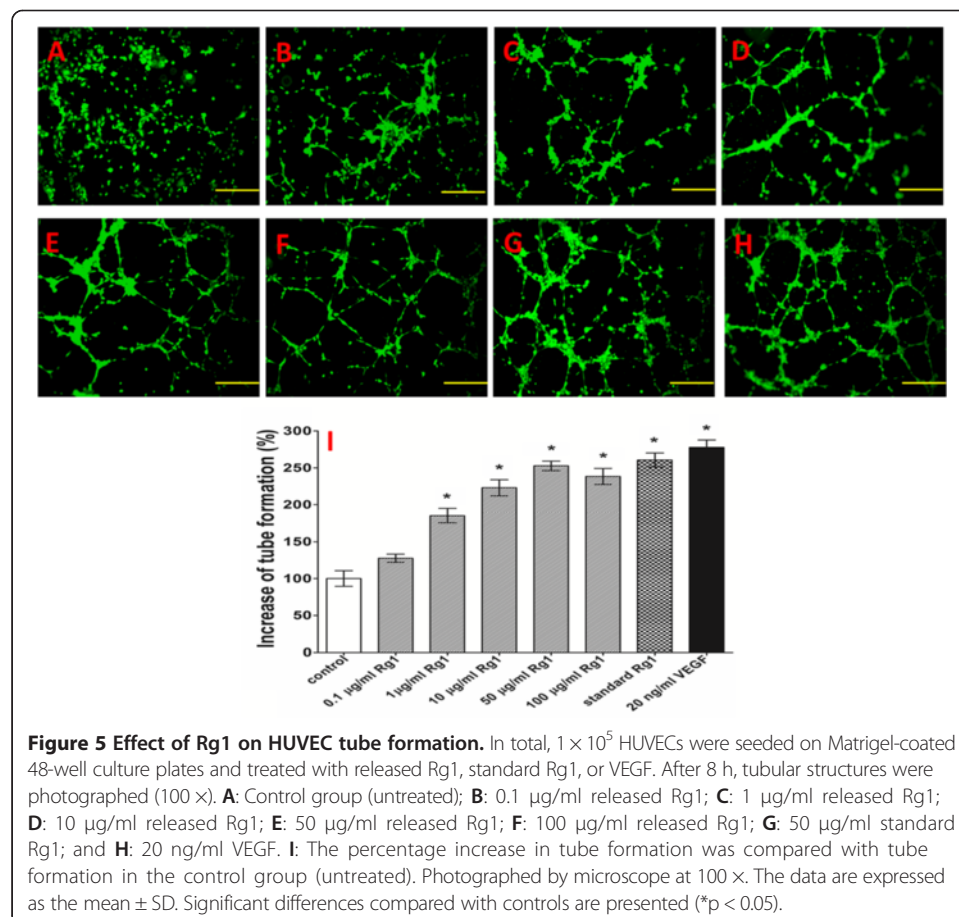 A
B
C
D
E
F
G
H
I
Increase of tube formation (%)
300
250
200
150
100
50
0
* * * * * *
control
0.1 µg/ml Rg1
1µg/ml Rg1
10 µg/ml Rg1
50 µg/ml Rg1
100 µg/ml Rg1
standard Rg1
20 ng/ml VEGF
Figure 5 Effect of Rg1 on HUVEC tube formation. In total, 1 × 10⁵ HUVECs were seeded on Matrigel-coated
48-well culture plates and treated with released Rg1, standard Rg1, or VEGF. After 8 h, tubular structures were
photographed (100 ×). A: Control group (untreated); B: 0.1 µg/ml released Rg1; C: 1 µg/ml released Rg1;
D: 10 µg/ml released Rg1; E: 50 µg/ml released Rg1; F: 100 µg/ml released Rg1; G: 50 µg/ml standard
Rg1; and H: 20 ng/ml VEGF. I: The percentage increase in tube formation was compared with tube
formation in the control group (untreated). Photographed by microscope at 100 ×. The data are expressed
as the mean ± SD. Significant differences compared with controls are presented (*p < 0.05).